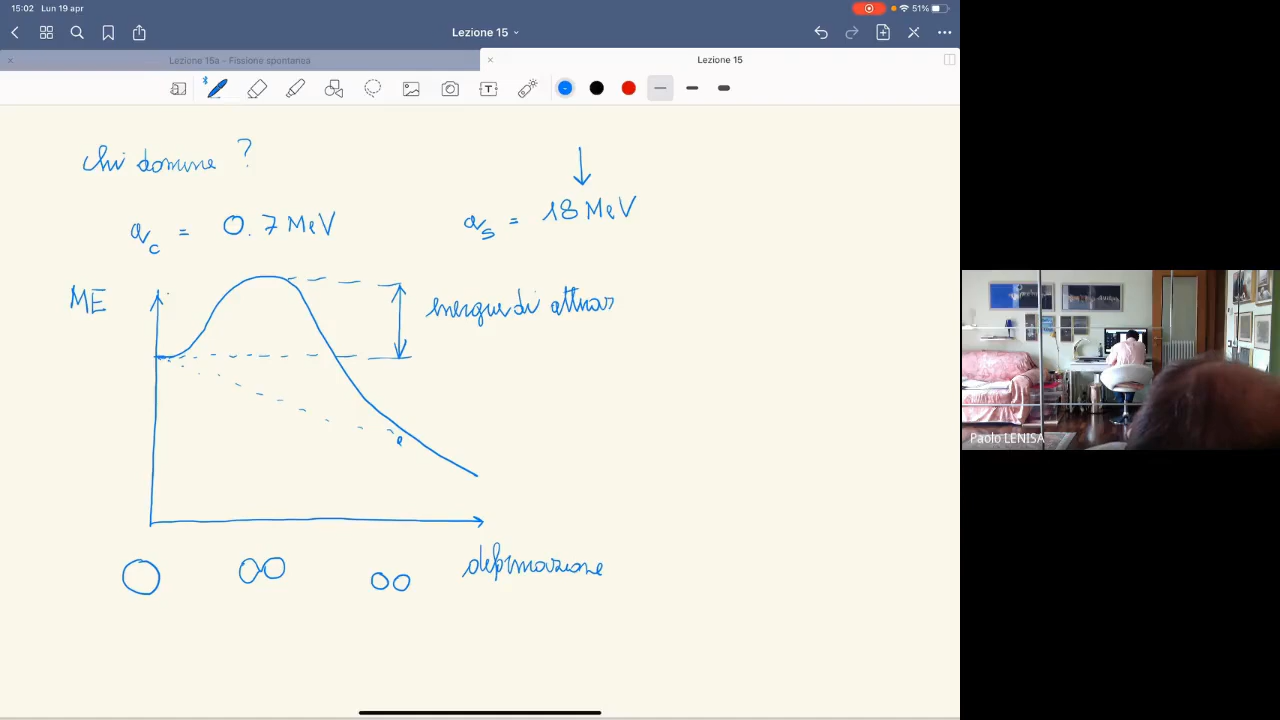 15:02 Lun 19 apr
51%
Lezione 15
Lezione 15a - Fissione spontanea
Lezione 15
T
Chi domina ?
a_c = 0.7 MeV
a_s = 18 MeV
ME
energia di attivaz
deformazione
Paolo LENISA